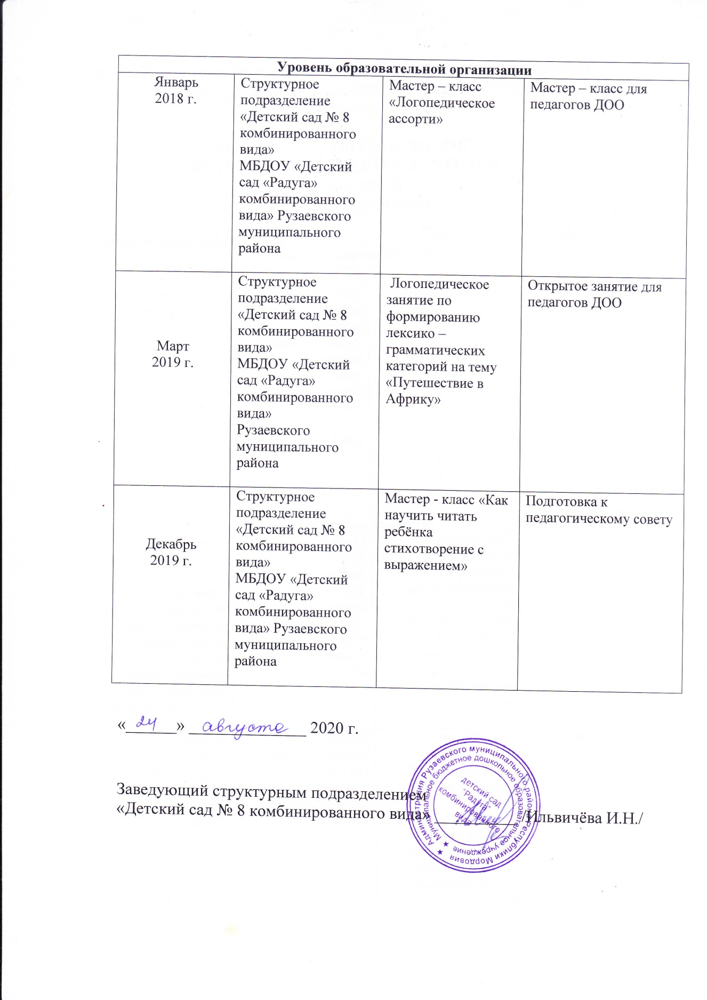 Уровень образовательной организации
Январь
2018 г.
Структурное
подразделение
«Детский сад № 8
комбинированного
вида»
МБДОУ «Детский
сад «Радуга»
комбинированного
вида» Рузаевского
муниципального
района
Мастер – класс
«Логопедическое
ассорти»
Мастер – класс для
педагогов ДОО
Март
2019 г.
Структурное
подразделение
«Детский сад № 8
комбинированного
вида»
МБДОУ «Детский
сад «Радуга»
комбинированного
вида»
Рузаевского
муниципального
района
Логопедическое
занятие по
формированию
лексико –
грамматических
категорий на тему
«Путешествие в
Африку»
Открытое занятие для
педагогов ДОО
Декабрь
2019 г.
Структурное
подразделение
«Детский сад № 8
комбинированного
вида»
МБДОУ «Детский
сад «Радуга»
комбинированного
вида» Рузаевского
муниципального
района
Мастер - класс «Как
научить читать
ребёнка
стихотворение с
выражением»
Подготовка к
педагогическому совету
«24» августа 2020 г.
Заведующий структурным подразделением
«Детский сад № 8 комбинированного вида» /Ильвичёва И.Н./
Администрация Рузаевского муниципального района Республики Мордовия
Муниципальное бюджетное дошкольное образовательное учреждение
детский сад
"Радуга"
комбинированного
вида